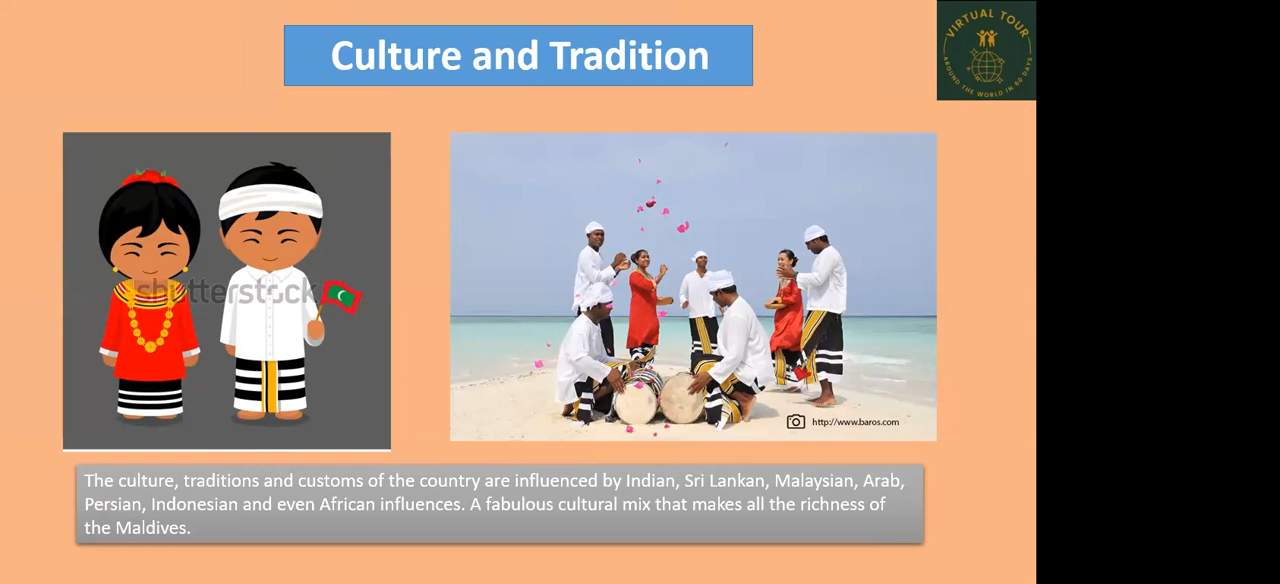 Culture and Tradition
VIRTUAL TOUR
AROUND THE WORLD IN 40 DAYS
shutterstock
http://www.baros.com
The culture, traditions and customs of the country are influenced by Indian, Sri Lankan, Malaysian, Arab,
Persian, Indonesian and even African influences. A fabulous cultural mix that makes all the richness of
the Maldives.